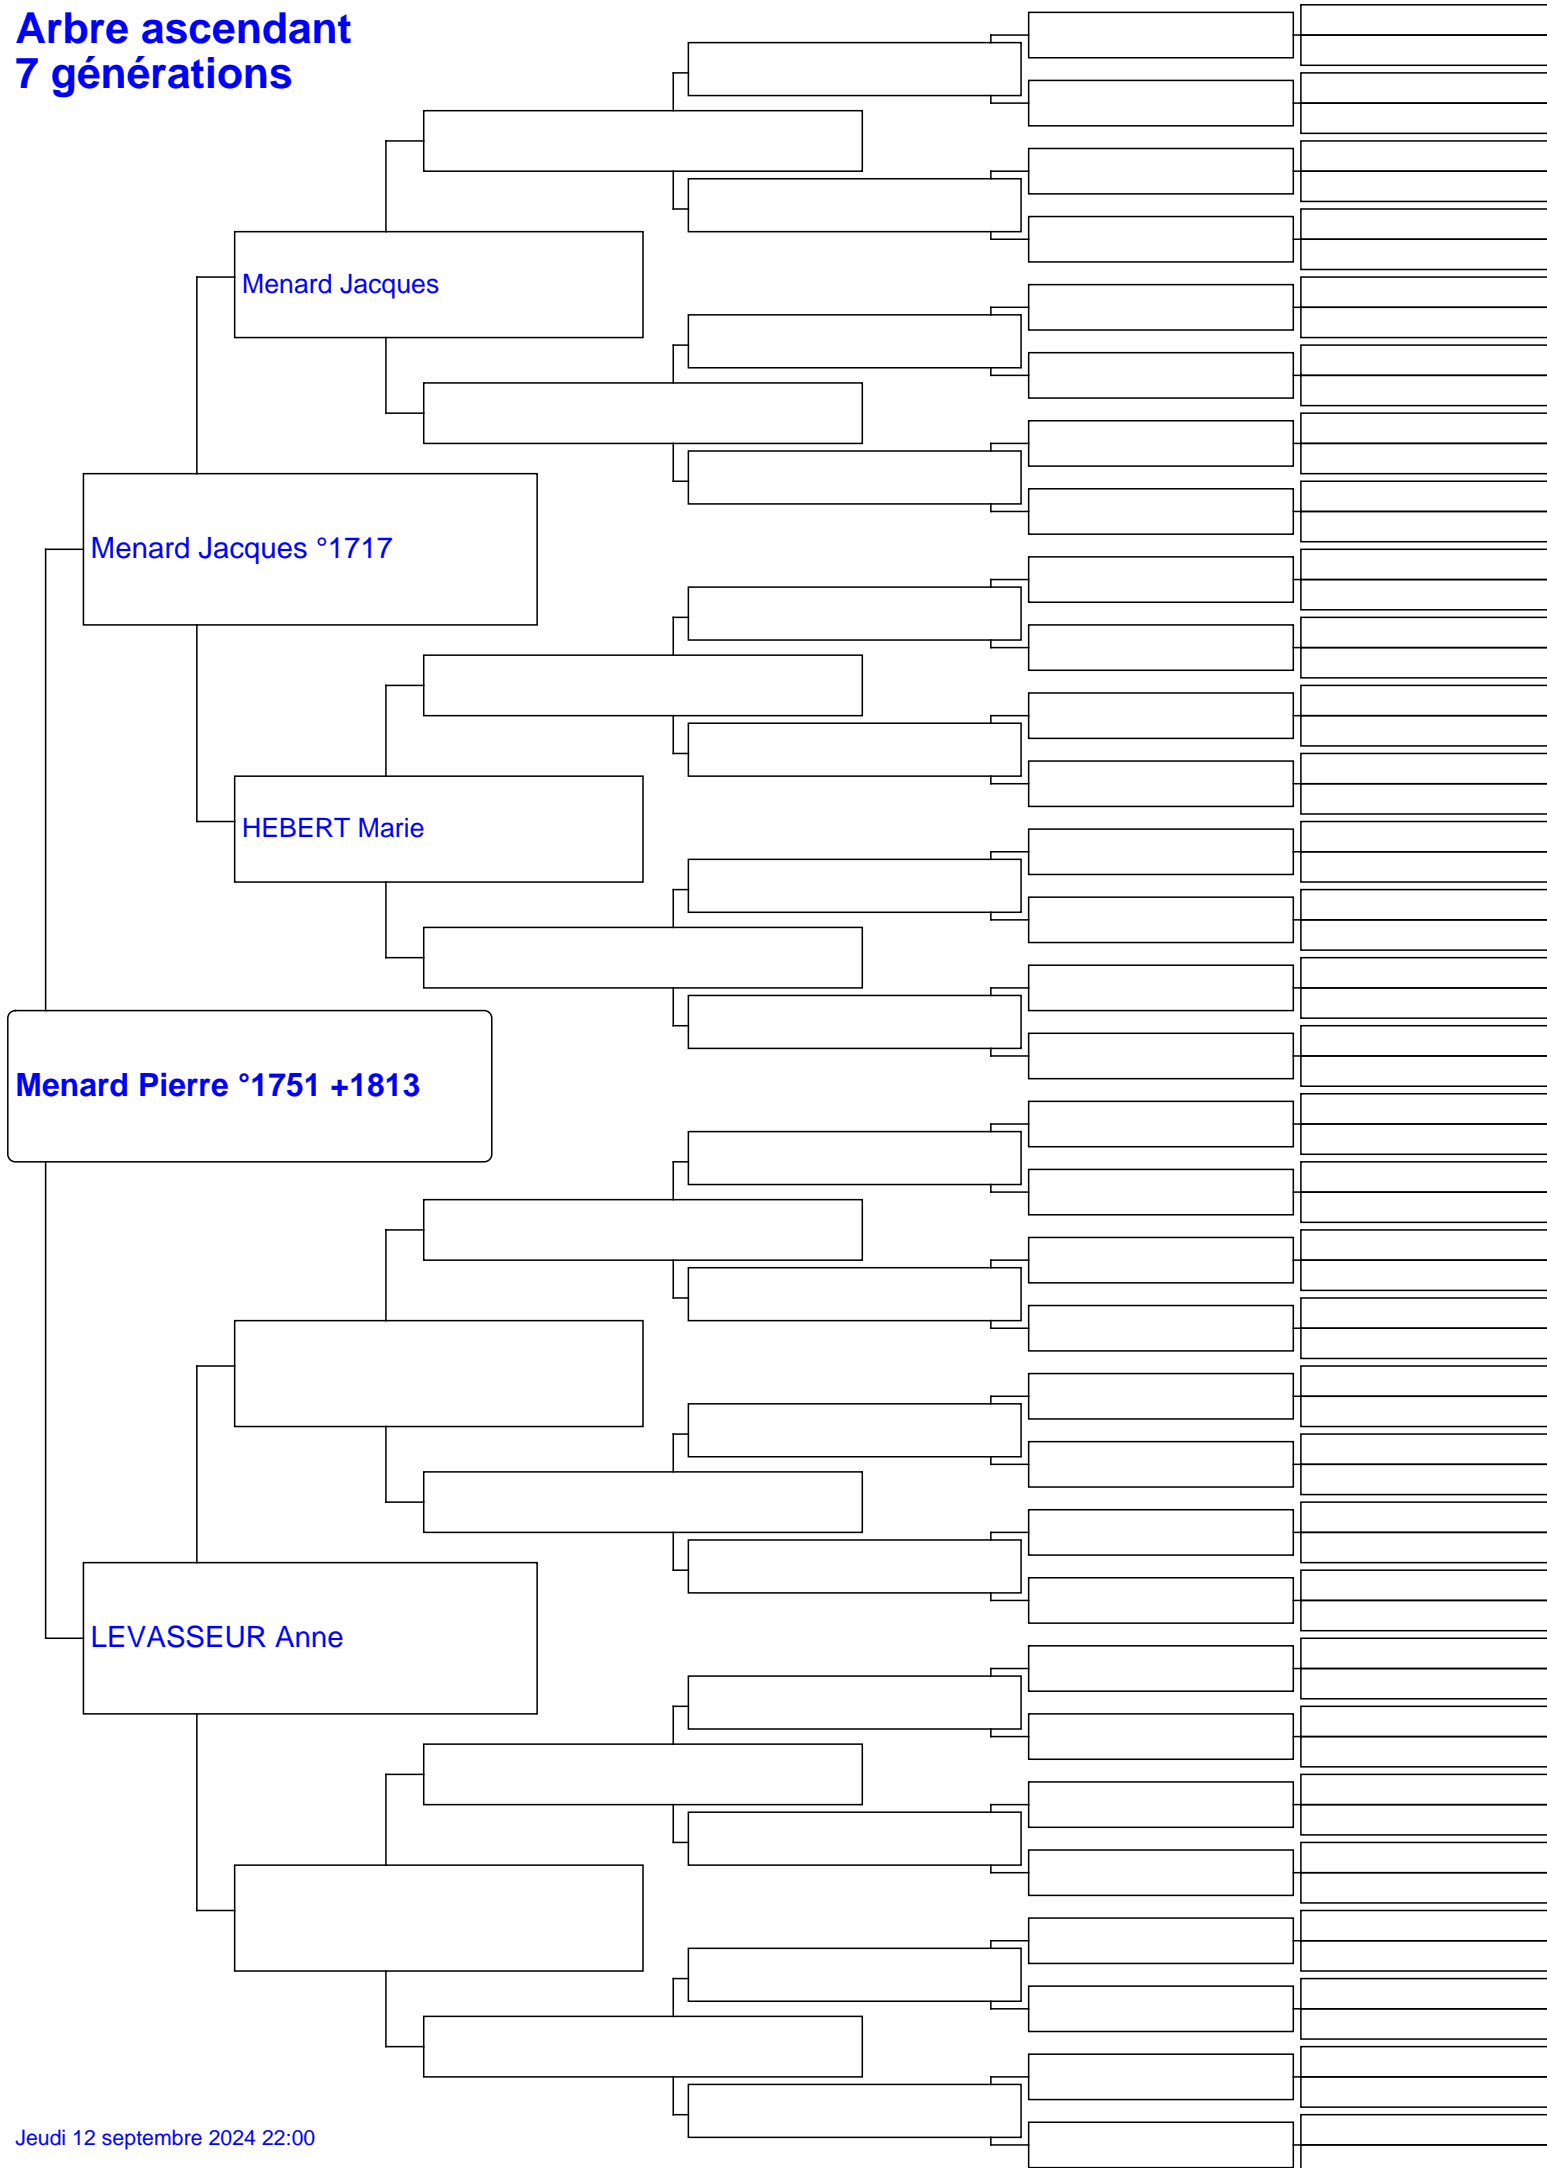 Arbre ascendant
7 générations
Menard Jacques
Menard Jacques °1717
HEBERT Marie
Menard Pierre °1751 +1813
LEVASSEUR Anne
Jeudi 12 septembre 2024 22:00